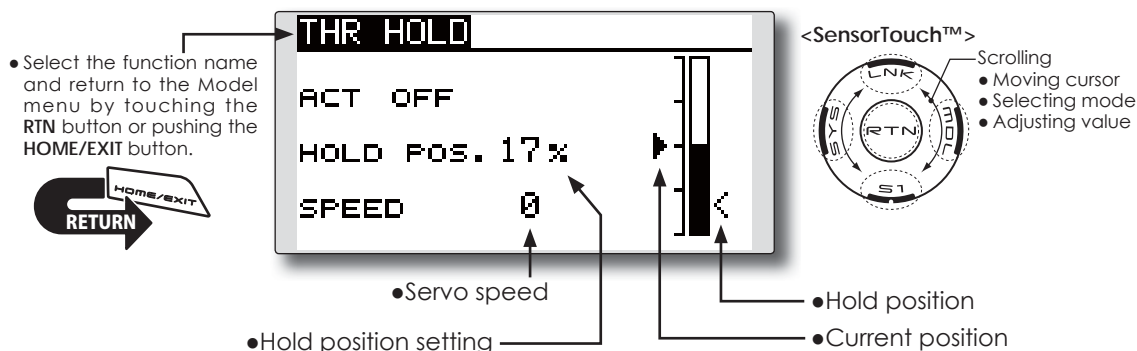 THR HOLD
<SensorTouch™>
● Select the function name
and return to the Model
menu by touching the
RTN button or pushing the
HOME/EXIT button.
HOME/EXIT
RETURN
ACT OFF
HOLD POS. 17%
SPEED 0
<
LNK
SYS
RTN
MDL
S1
Scrolling
● Moving cursor
● Selecting mode
● Adjusting value
●Servo speed
●Hold position
●Hold position setting
●Current position